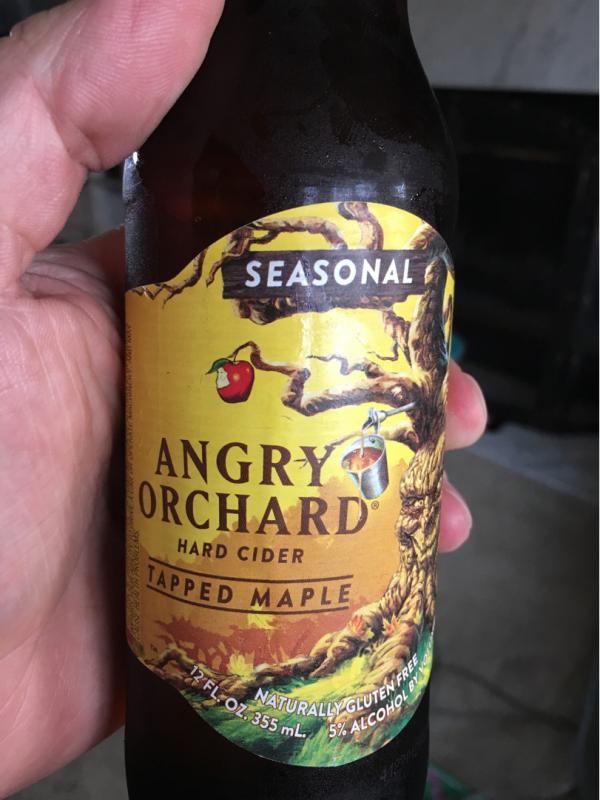 SEASONAL
ANGRY
ORCHARD®
HARD CIDER
TAPPED MAPLE
12 FL. OZ. 355 mL.
NATURALLY GLUTEN FREE
5% ALCOHOL BY